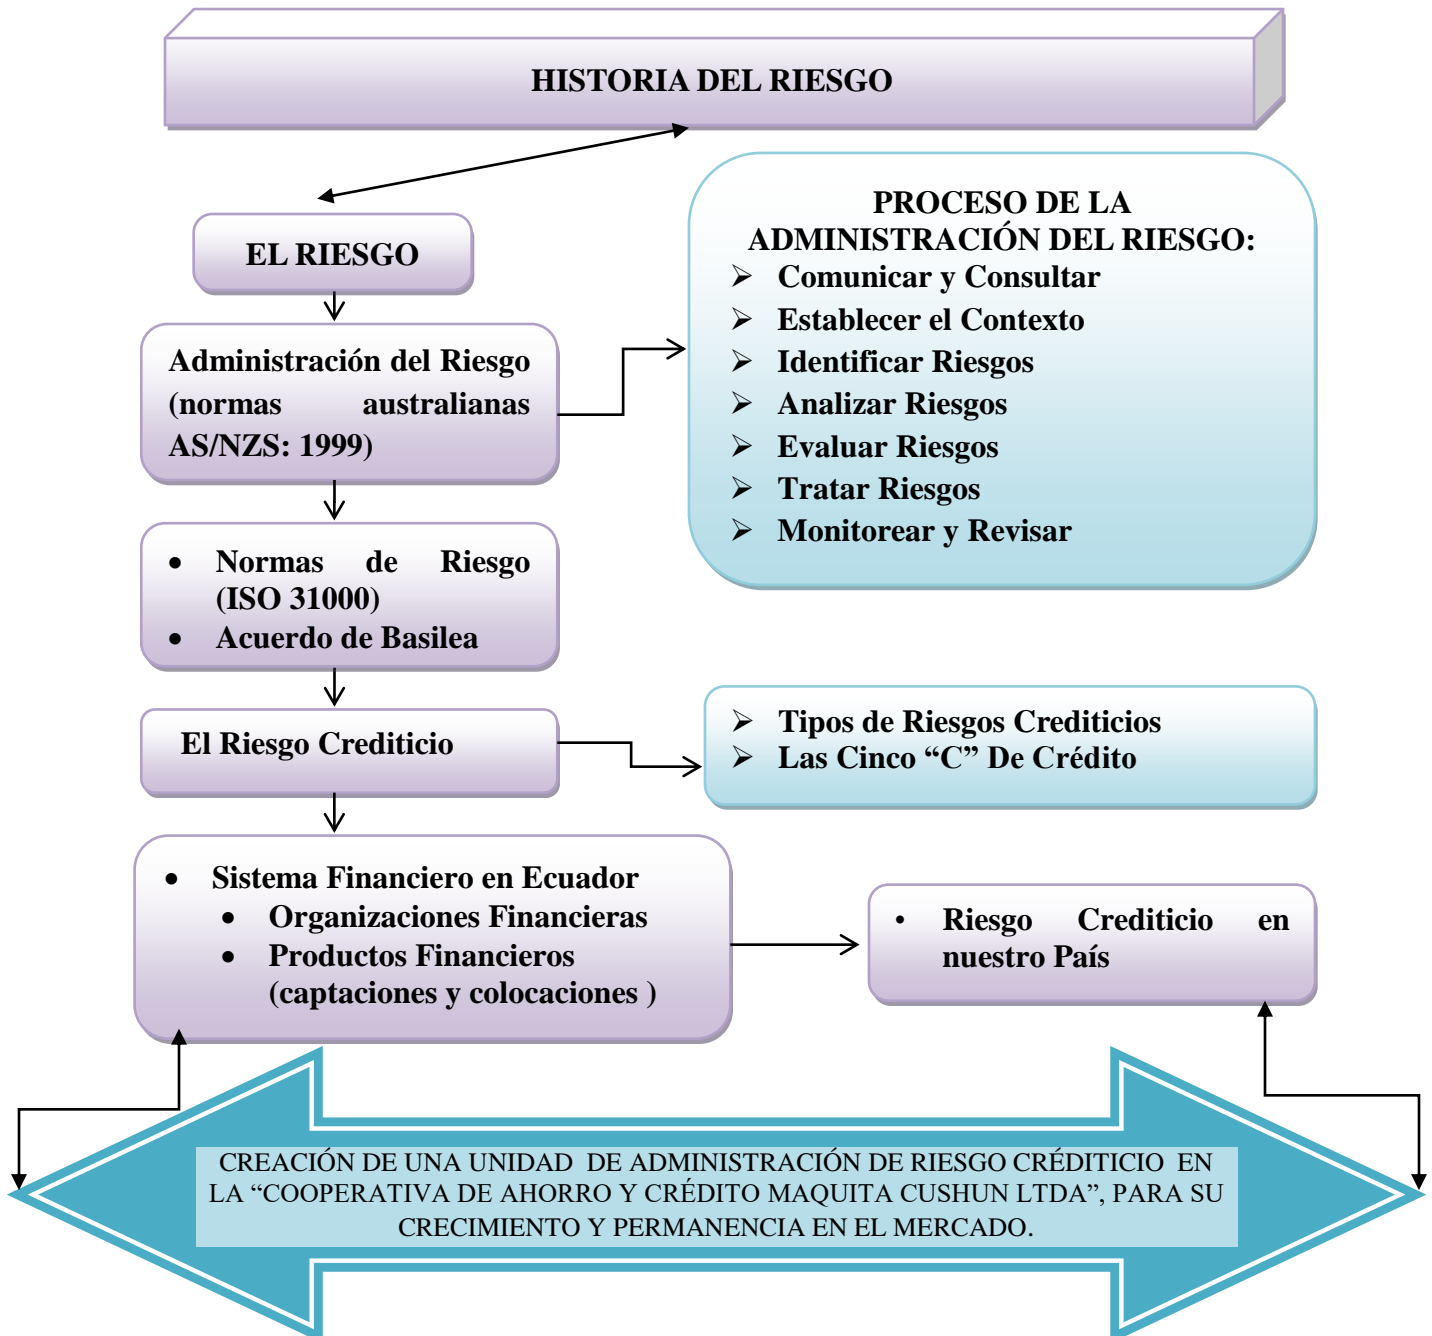 HISTORIA DEL RIESGO
EL RIESGO
Administración del Riesgo
(normas australianas
AS/NZS: 1999)
PROCESO DE LA
ADMINISTRACIÓN DEL RIESGO:
➢ Comunicar y Consultar
➢ Establecer el Contexto
➢ Identificar Riesgos
➢ Analizar Riesgos
➢ Evaluar Riesgos
➢ Tratar Riesgos
➢ Monitorear y Revisar
• Normas de Riesgo
(ISO 31000)
• Acuerdo de Basilea
El Riesgo Crediticio
➢ Tipos de Riesgos Crediticios
➢ Las Cinco “C” De Crédito
• Sistema Financiero en Ecuador
• Organizaciones Financieras
• Productos Financieros
(captaciones y colocaciones )
• Riesgo Crediticio en
nuestro País
CREACIÓN DE UNA UNIDAD DE ADMINISTRACIÓN DE RIESGO CRÉDITICIO EN
LA “COOPERATIVA DE AHORRO Y CRÉDITO MAQUITA CUSHUN LTDA”, PARA SU
CRECIMIENTO Y PERMANENCIA EN EL MERCADO.